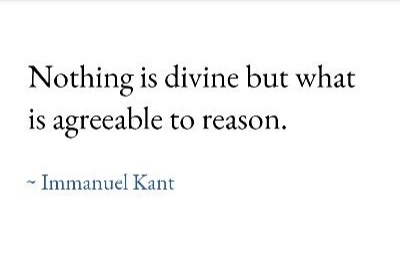 Nothing is divine but what
is agreeable to reason.
~ Immanuel Kant